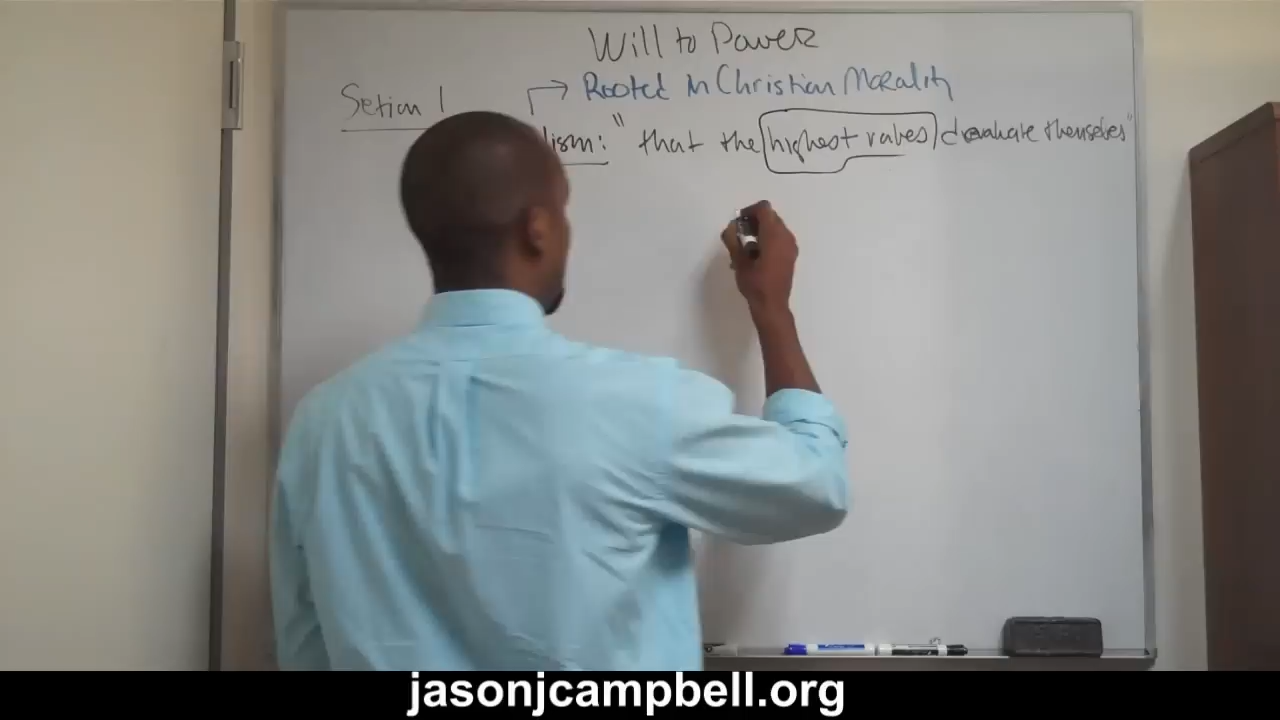 Will to Power
Rooted in Christian Morality
Section 1
lism: " that the highest values devaluate themselves"
jasonjcampbell.org